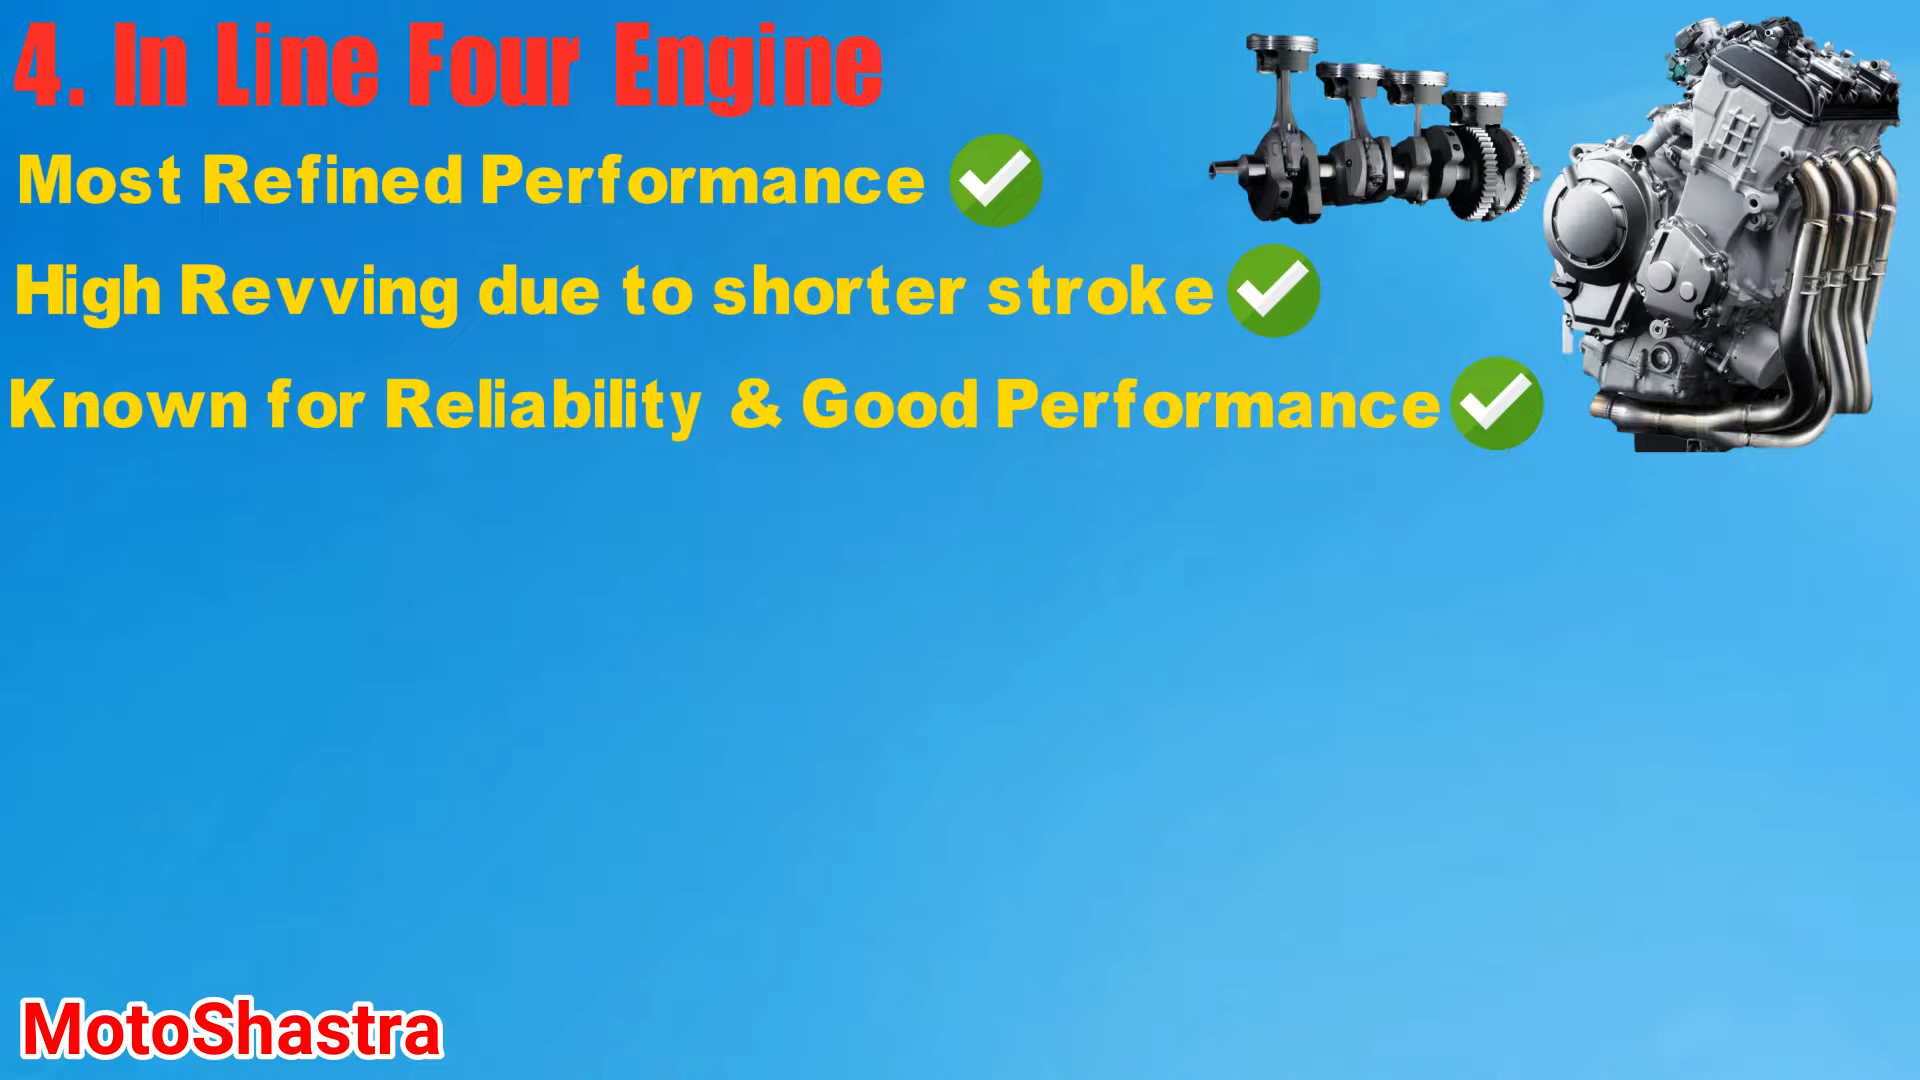 4. In Line Four Engine
Most Refined Performance
High Revving due to shorter stroke
Known for Reliability & Good Performance
MotoShastra